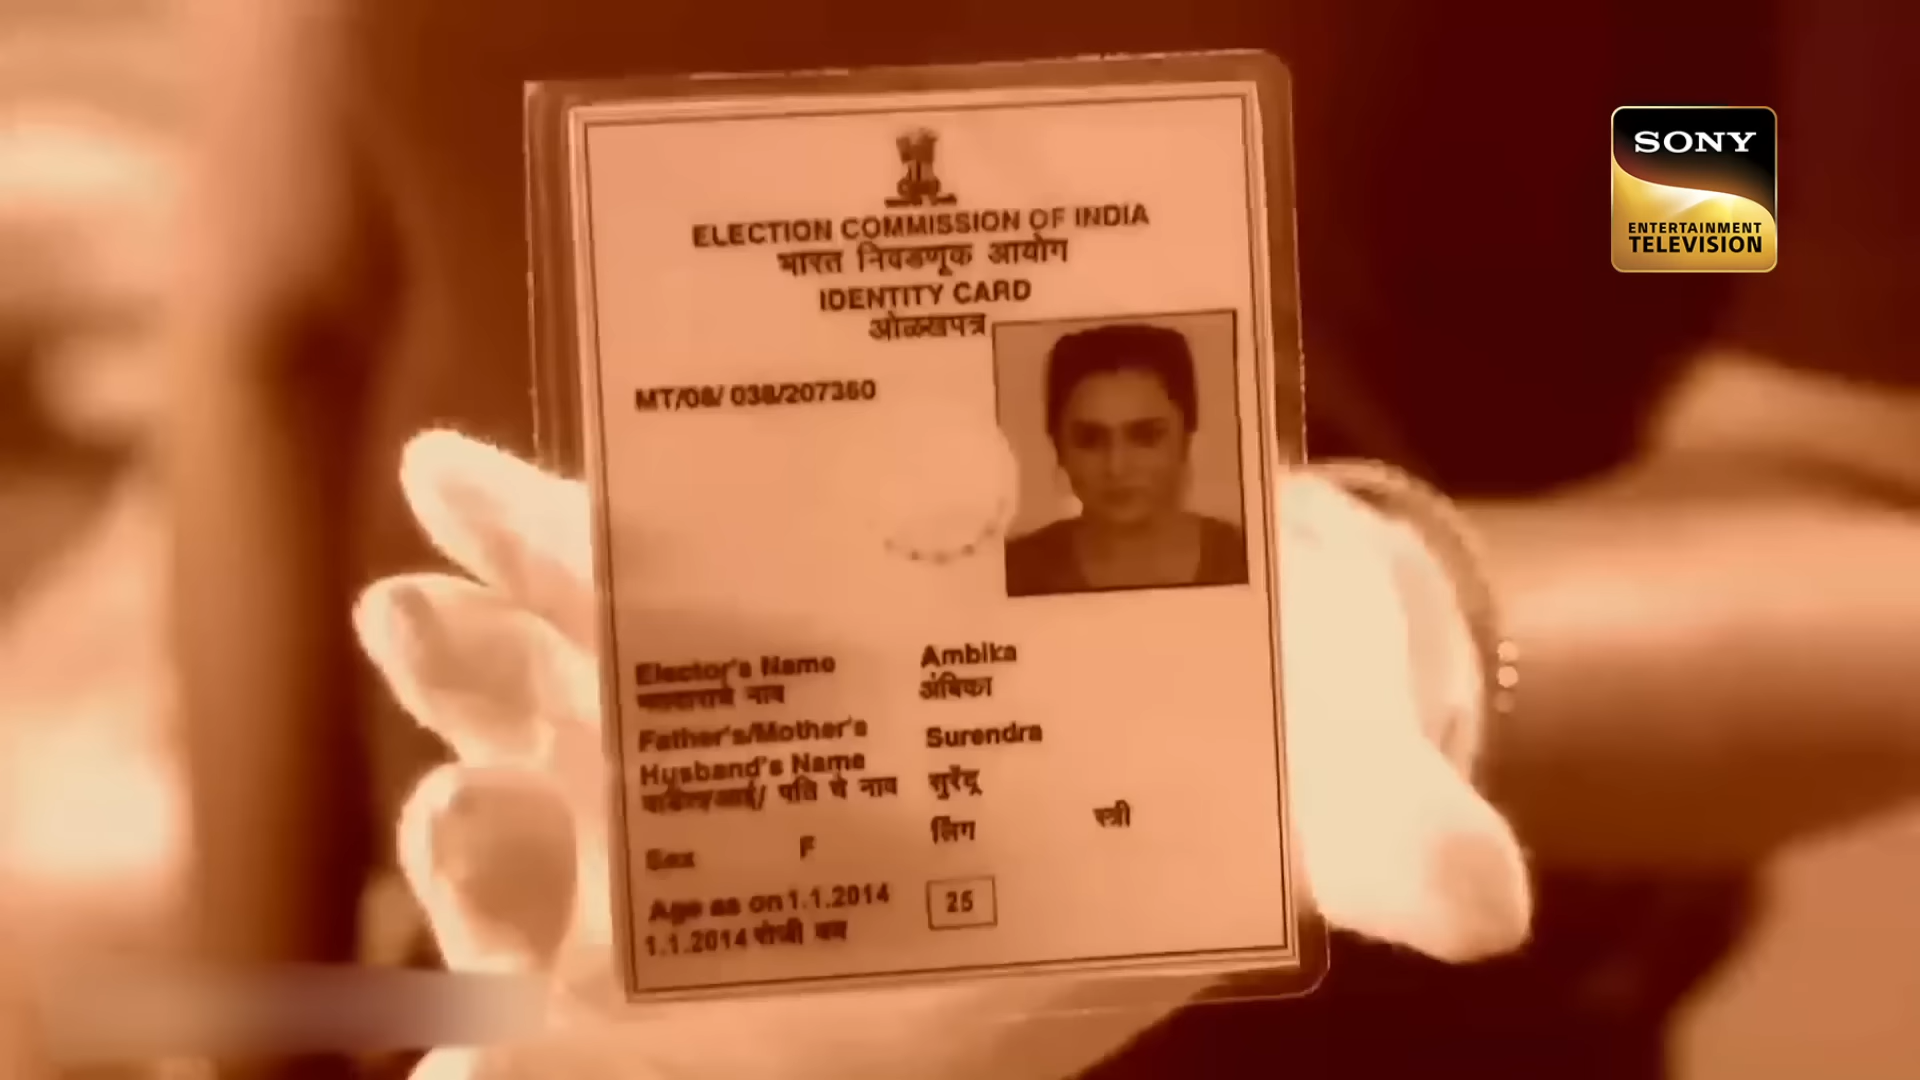 SONY
ENTERTAINMENT
TELEVISION
ELECTION COMMISSION OF INDIA
भारत निवडणूक आयोग
IDENTITY CARD
ओळखपत्र
MT/08/ 038/207360
Elector's Name Ambika
नाव अंबिका
Father's/Mother's Surendra
Husband's Name
पति चे नाव सुरेंद्र
Sex F लिंग स्त्री
Age as on 1.1.2014 25
1.1.2014 रोजी वय